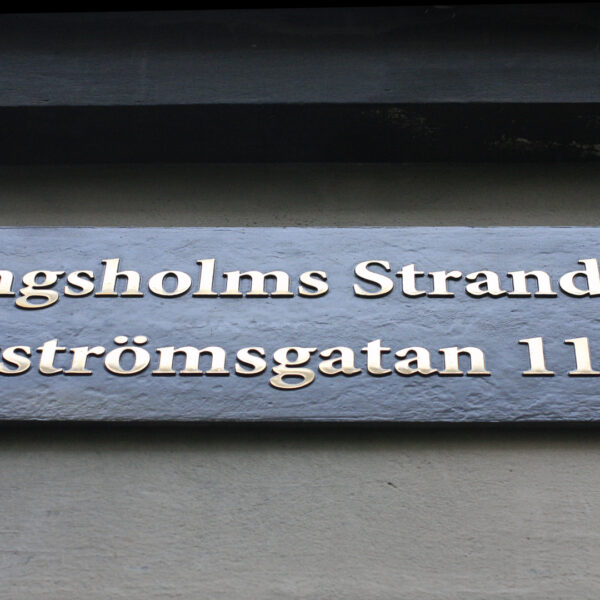 ngsholms Strand
strömsgatan 11